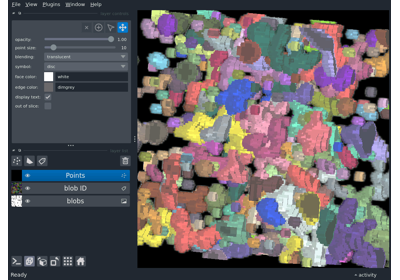 File View Plugins Window Help
opacity: 1.00
point size: 10
blending: translucent
symbol: disc
face color: white
edge color: dimgrey
display text:
out of slice:
Points
blob ID
blobs
Ready
activity